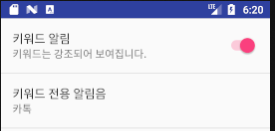 LTE 6:20
키워드 알림
키워드는 강조되어 보여집니다.
키워드 전용 알림음
카톡